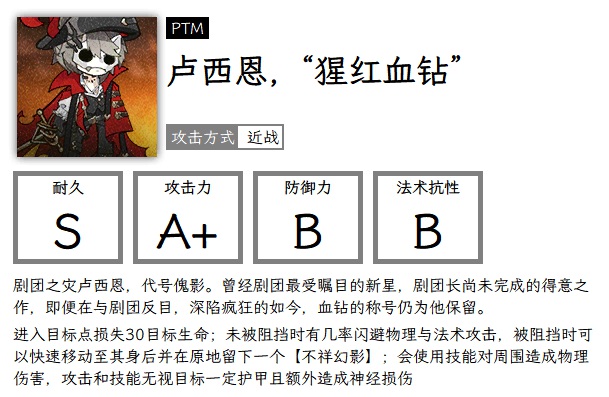 PTM
卢西恩，“猩红血钻”
攻击方式 近战
耐久 攻击力 防御力 法术抗性
S A+ B B
剧团之灾卢西恩，代号傀影。曾经剧团最受瞩目的新星，剧团长尚未完成的得意之
作，即便在与剧团反目，深陷疯狂的如今，血钻的称号仍为他保留。
进入目标点损失30目标生命；未被阻挡时有几率闪避物理与法术攻击，被阻挡时可
以快速移动至其身后并在原地留下一个【不祥幻影】；会使用技能对周围造成物理
伤害，攻击和技能无视目标一定护甲且额外造成神经损伤